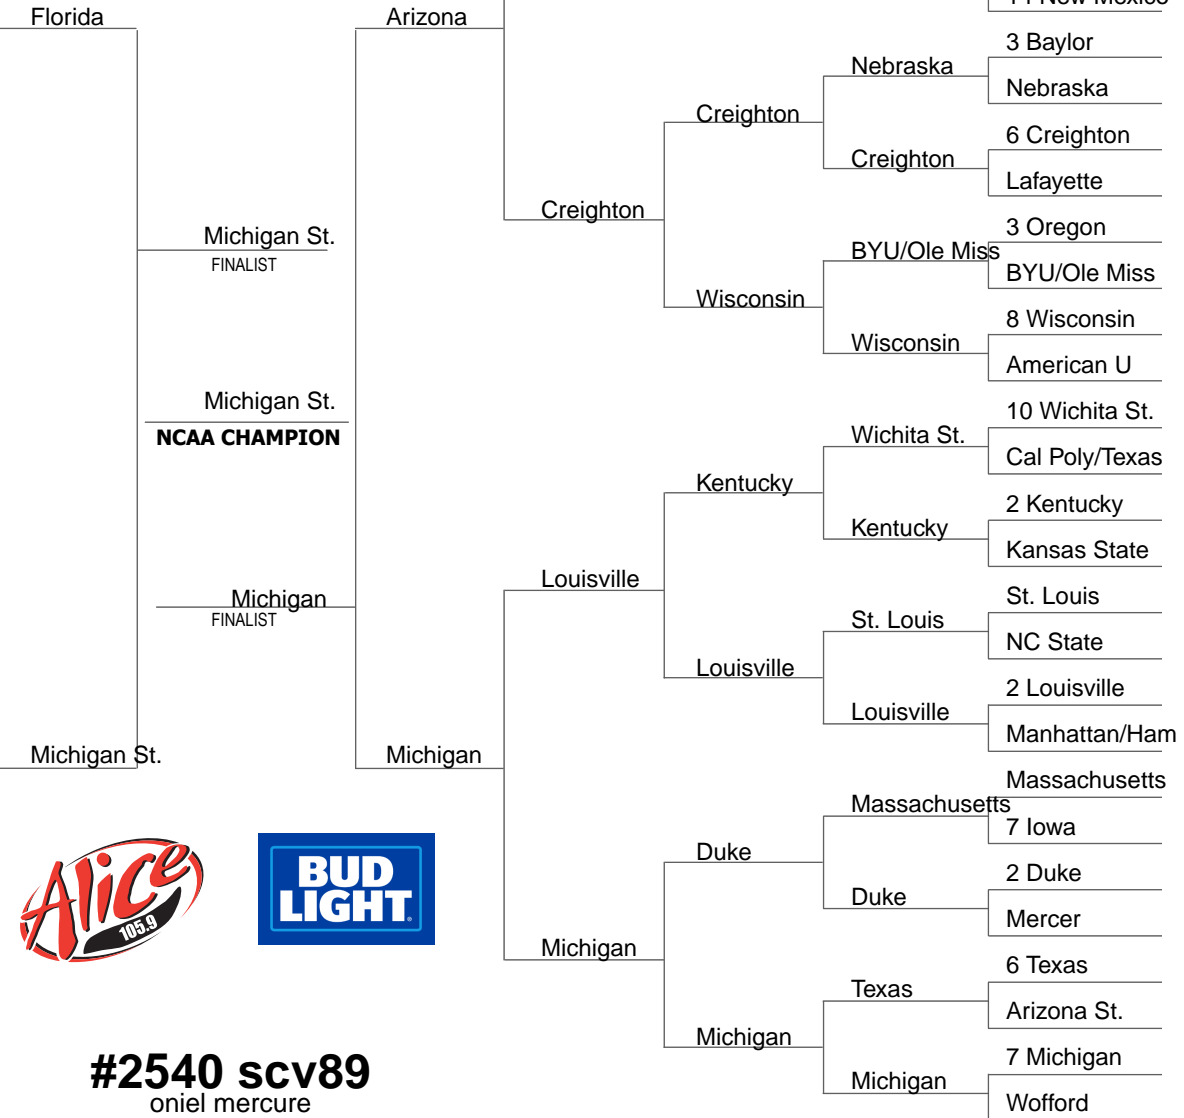 Florida
Michigan St.
FINALIST
Michigan St.
NCAA CHAMPION
Michigan
FINALIST
Michigan St.
Arizona
Michigan
Creighton
Louisville
Michigan
Creighton
Wisconsin
Kentucky
Louisville
Duke
Michigan
Nebraska
Creighton
BYU/Ole Miss
Wisconsin
Wichita St.
Kentucky
St. Louis
Louisville
Massachusetts
Duke
Texas
Michigan
3 Baylor
Nebraska
6 Creighton
Lafayette
3 Oregon
BYU/Ole Miss
8 Wisconsin
American U
10 Wichita St.
Cal Poly/Texas
2 Kentucky
Kansas State
St. Louis
NC State
2 Louisville
Manhattan/Ham
Massachusetts
7 Iowa
2 Duke
Mercer
6 Texas
Arizona St.
7 Michigan
Wofford
Alice
105.9
BUD
LIGHT
#2540 scv89
oniel mercure